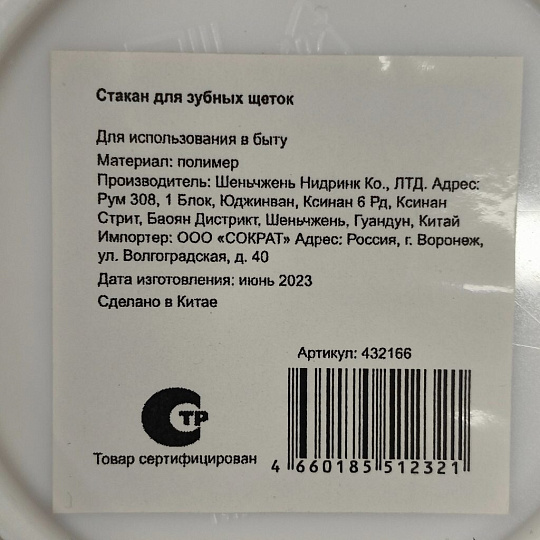 Стакан для зубных щеток
Для использования в быту
Материал: полимер
Производитель: Шеньчжень Нидринк Ко., ЛТД. Адрес:
Рум 308, 1 Блок, Юджинван, Ксинан 6 Рд, Ксинан
Стрит, Баоян Дистрикт, Шеньчжень, Гуандун, Китай
Импортер: ООО «СОКРАТ» Адрес: Россия, г. Воронеж,
ул. Волгоградская, д. 40
Дата изготовления: июнь 2023
Сделано в Китае
Артикул: 432166
СТР
Товар сертифицирован
4 660185 512321